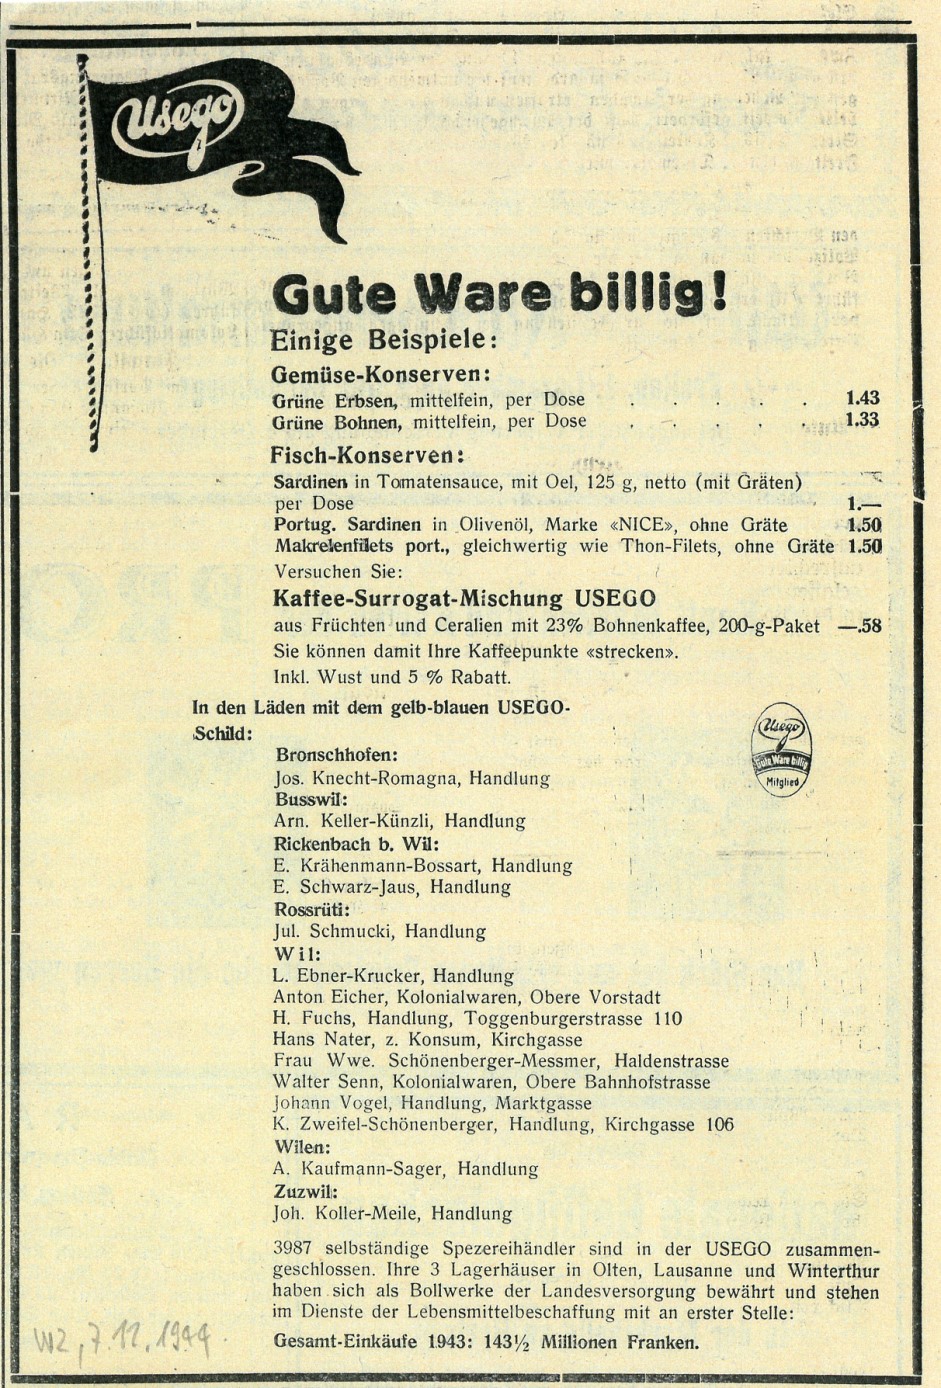 Usego
Gute Ware billig!
Einige Beispiele:
Gemüse-Konserven:
Grüne Erbsen, mittelfein, per Dose . . . . . 1.43
Grüne Bohnen, mittelfein, per Dose . . . . . 1.33
Fisch-Konserven:
Sardinen in Tomatensauce, mit Oel, 125 g, netto (mit Gräten)
per Dose 1.—
Portug. Sardinen in Olivenöl, Marke «NICE», ohne Gräte 1.50
Makrelenfilets port., gleichwertig wie Thon-Filets, ohne Gräte 1.50
Versuchen Sie:
Kaffee-Surrogat-Mischung USEGO
aus Früchten und Ceralien mit 23% Bohnenkaffee, 200-g-Paket —.58
Sie können damit Ihre Kaffeepunkte «strecken».
Inkl. Wust und 5 % Rabatt.
In den Läden mit dem gelb-blauen USEGO-
Schild:
Usego
Gute Ware billig
Mitglied
Bronschhofen:
Jos. Knecht-Romagna, Handlung
Busswil:
Arn. Keller-Künzli, Handlung
Rickenbach b. Wil:
E. Krähenmann-Bossart, Handlung
E. Schwarz-Jaus, Handlung
Rossrüti:
Jul. Schmucki, Handlung
Wil:
L. Ebner-Krucker, Handlung
Anton Eicher, Kolonialwaren, Obere Vorstadt
H. Fuchs, Handlung, Toggenburgerstrasse 110
Hans Nater, z. Konsum, Kirchgasse
Frau Wwe. Schönenberger-Messmer, Haldenstrasse
Walter Senn, Kolonialwaren, Obere Bahnhofstrasse
Johann Vogel, Handlung, Marktgasse
K. Zweifel-Schönenberger, Handlung, Kirchgasse 106
Wilen:
A. Kaufmann-Sager, Handlung
Zuzwil:
Joh. Koller-Meile, Handlung
3987 selbständige Spezereihändler sind in der USEGO zusammen-
geschlossen. Ihre 3 Lagerhäuser in Olten, Lausanne und Winterthur
haben sich als Bollwerke der Landesversorgung bewährt und stehen
im Dienste der Lebensmittelbeschaffung mit an erster Stelle:
Gesamt-Einkäufe 1943: 143½ Millionen Franken.
WZ, 7.12.1944.